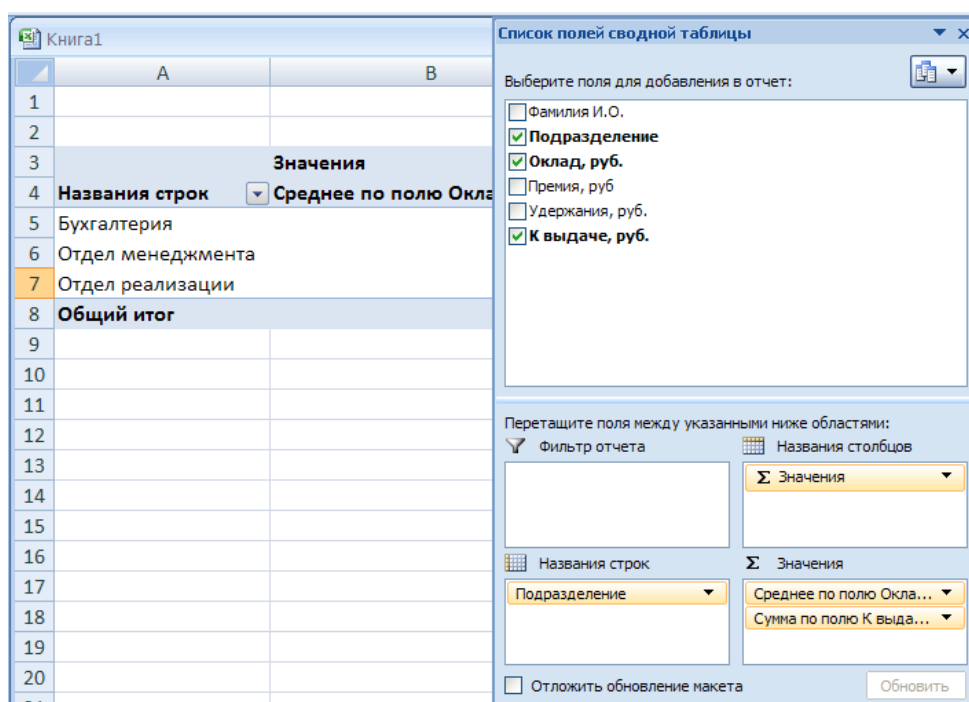 Книга1
A B
1
2
3 Значения
4 Названия строк Среднее по полю Окла
5 Бухгалтерия
6 Отдел менеджмента
7 Отдел реализации
8 Общий итог
9
10
11
12
13
14
15
16
17
18
19
20
Список полей сводной таблицы
Выберите поля для добавления в отчет:
Фамилия И.О.
Подразделение
Оклад, руб.
Премия, руб
Удержания, руб.
К выдаче, руб.
Перетащите поля между указанными ниже областями:
Фильтр отчета
Названия столбцов
Σ Значения
Названия строк
Σ Значения
Подразделение
Среднее по полю Окла...
Сумма по полю К выда...
Отложить обновление макета
Обновить